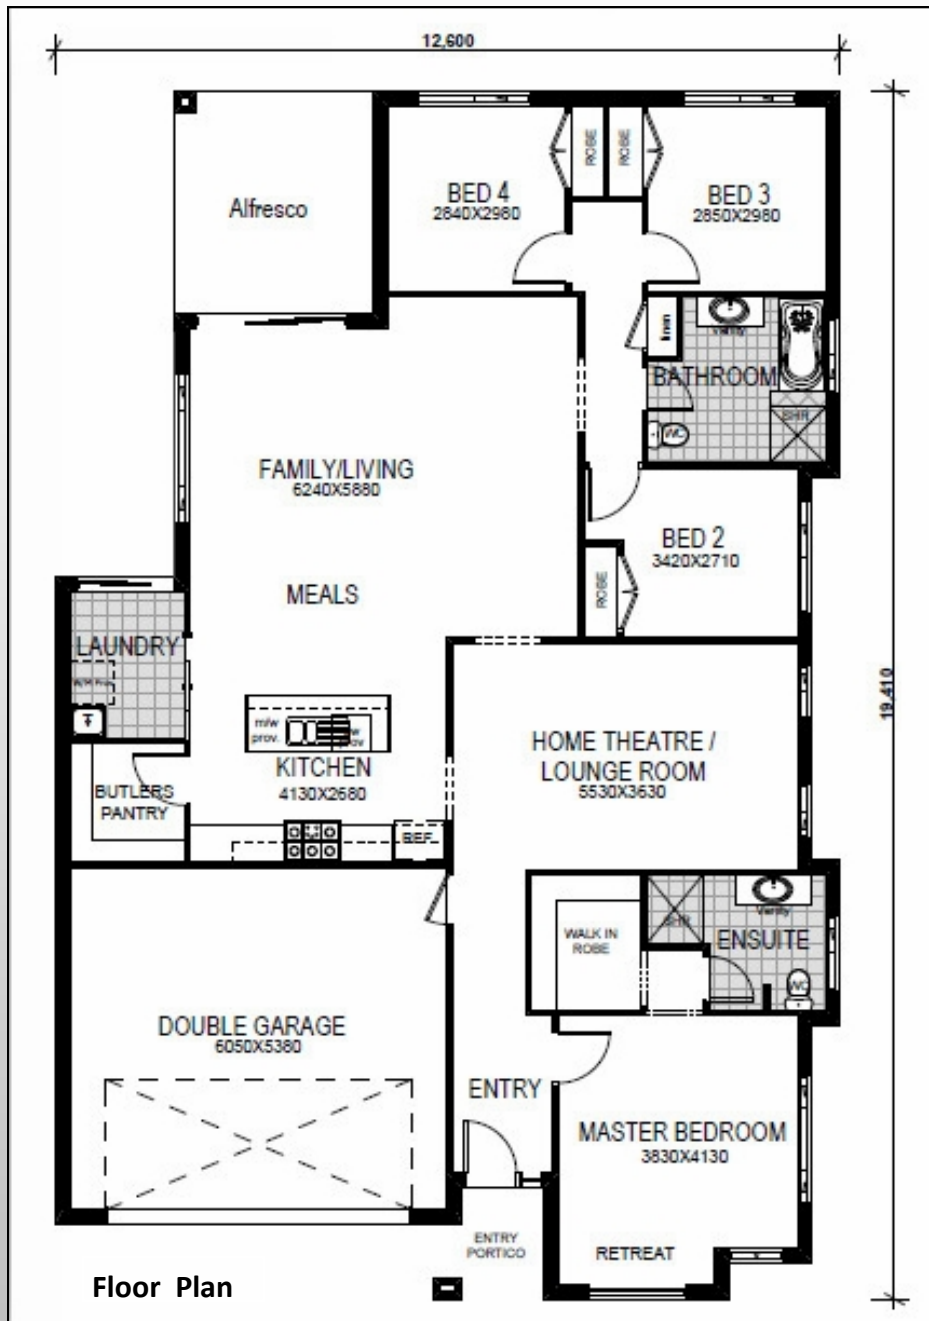 12,600
Alfresco
BED 4
2840X2980
ROBE
ROBE
BED 3
2850X2980
linen
Vanity
BATHROOM
SHR
WC
FAMILY/LIVING
6240X5880
BED 2
3420X2710
ROBE
MEALS
LAUNDRY
W/M Prov
19,410
m/w
prov.
prov
KITCHEN
4130X2680
HOME THEATRE /
LOUNGE ROOM
5530X3630
BUTLERS
PANTRY
REF.
WALK IN
ROBE
SHR
Vanity
ENSUITE
WC
DOUBLE GARAGE
6050X5380
ENTRY
MASTER BEDROOM
3830X4130
ENTRY
PORTICO
RETREAT
Floor Plan